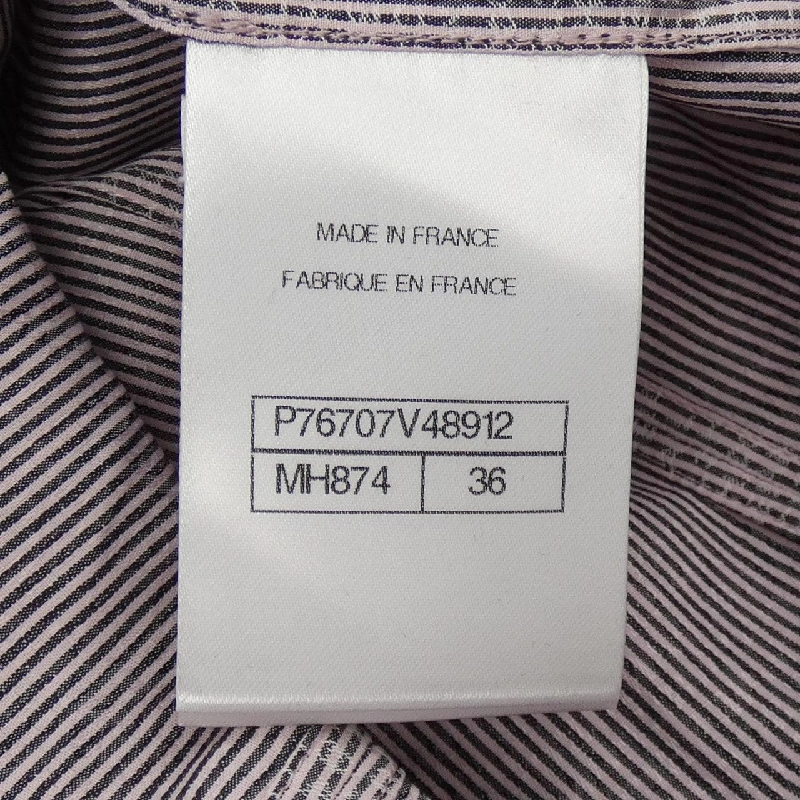 MADE IN FRANCE
FABRIQUE EN FRANCE
P76707V48912
MH874 36